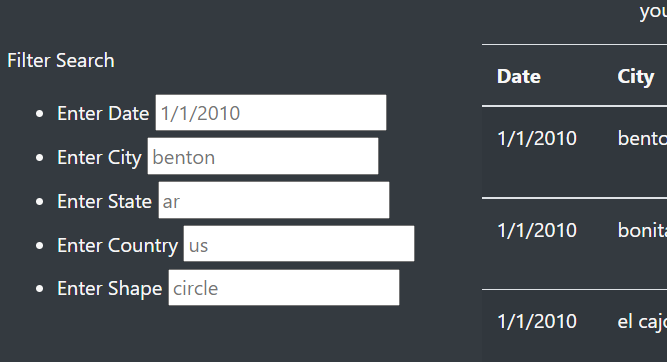 you
Filter Search
Date City
Enter Date 1/1/2010
1/1/2010 bento
Enter City benton
Enter State ar
1/1/2010 bonita
Enter Country us
Enter Shape circle
1/1/2010 el cajo